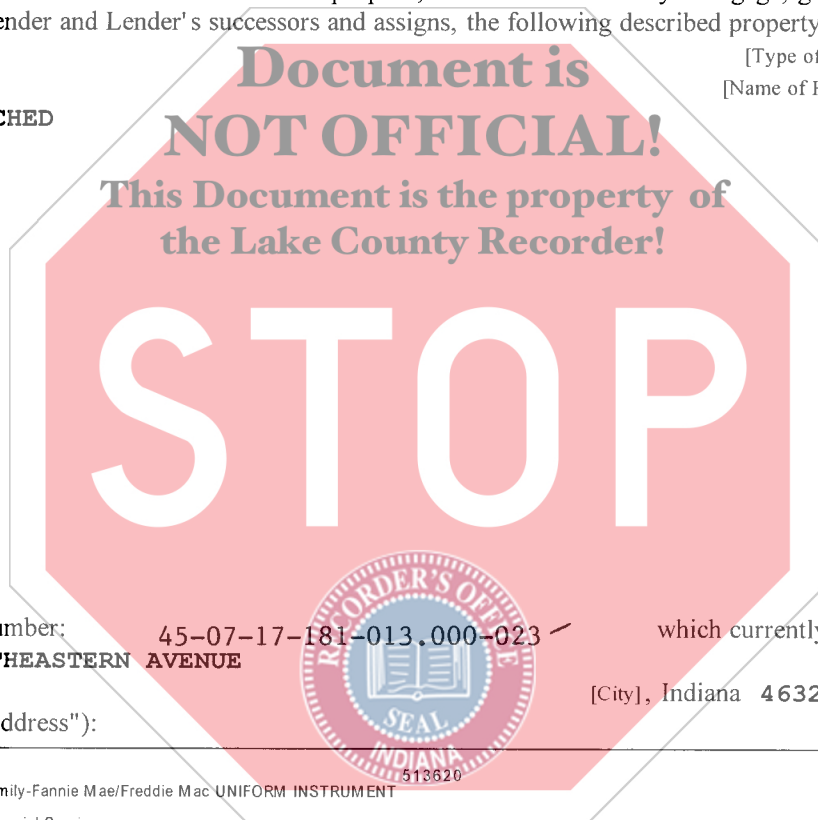 ender and Lender's successors and assigns, the following described property
[Type of
[Name of
CHED
Document is
NOT OFFICIAL!
This Document is the property of
the Lake County Recorder!
STOP
umber: 45-07-17-181-013.000-023 which currently
HEASTERN AVENUE
[City], Indiana 4632
ddress"):
RECORDER'S OFFICE
SEAL
INDIANA
513620
mily-Fannie Mae/Freddie Mac UNIFORM INSTRUMENT